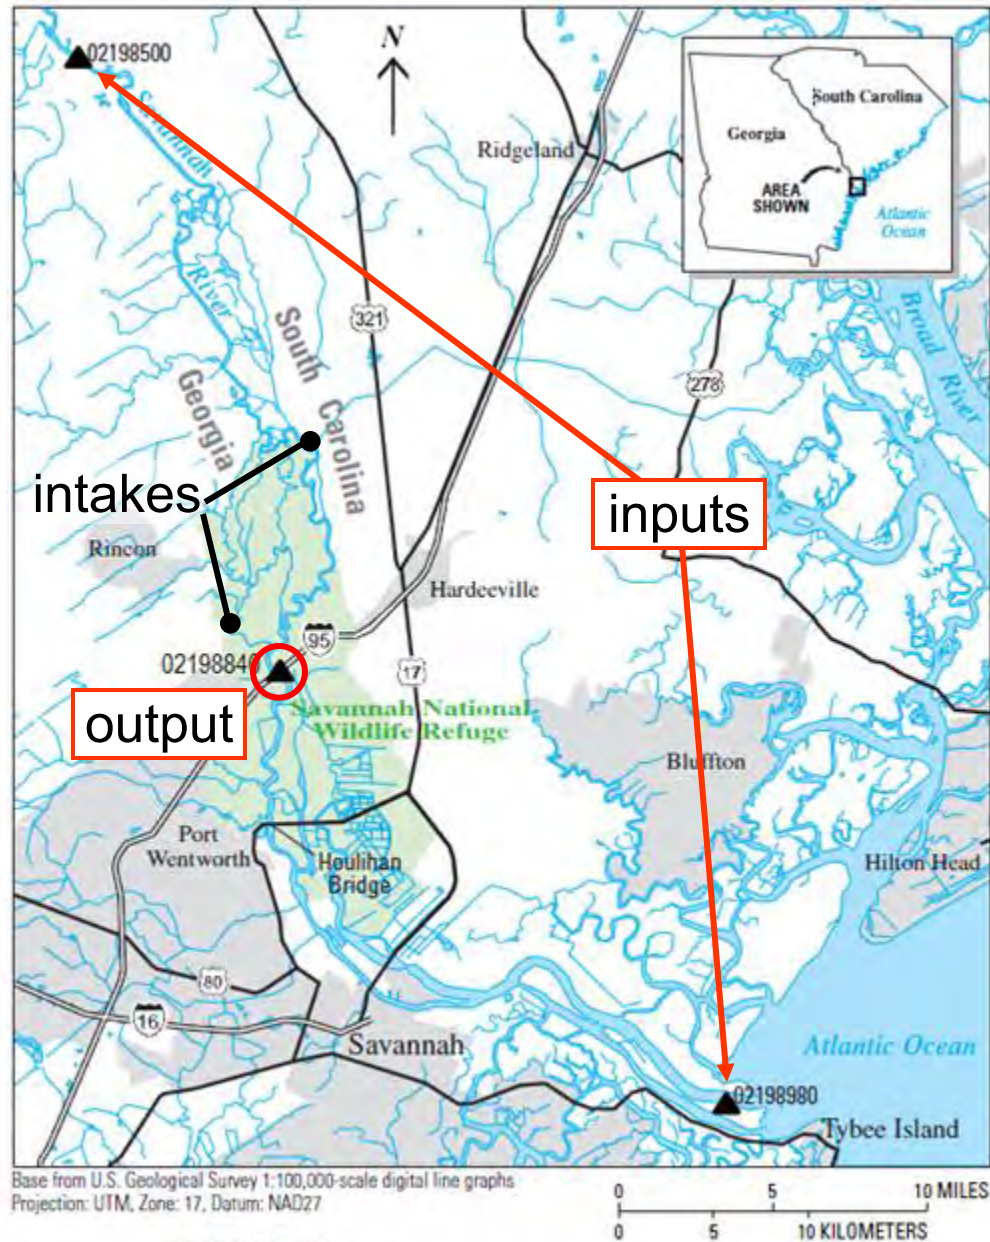 02198500
N
South Carolina
Georgia
AREA
SHOWN
Atlantic
Ocean
Ridgeland
Savannah
River
321
South Carolina
Georgia
278
Broad River
intakes
inputs
Rincon
Hardeeville
95
02198840
17
output
Savannah National
Wildlife Refuge
Bluffton
Port
Wentworth
Houlihan
Bridge
Hilton Head
80
16
Savannah
Atlantic Ocean
02198980
Tybee Island
Base from U.S. Geological Survey 1:100,000-scale digital line graphs
Projection: UTM, Zone: 17, Datum: NAD27
0 5 10 MILES
0 5 10 KILOMETERS